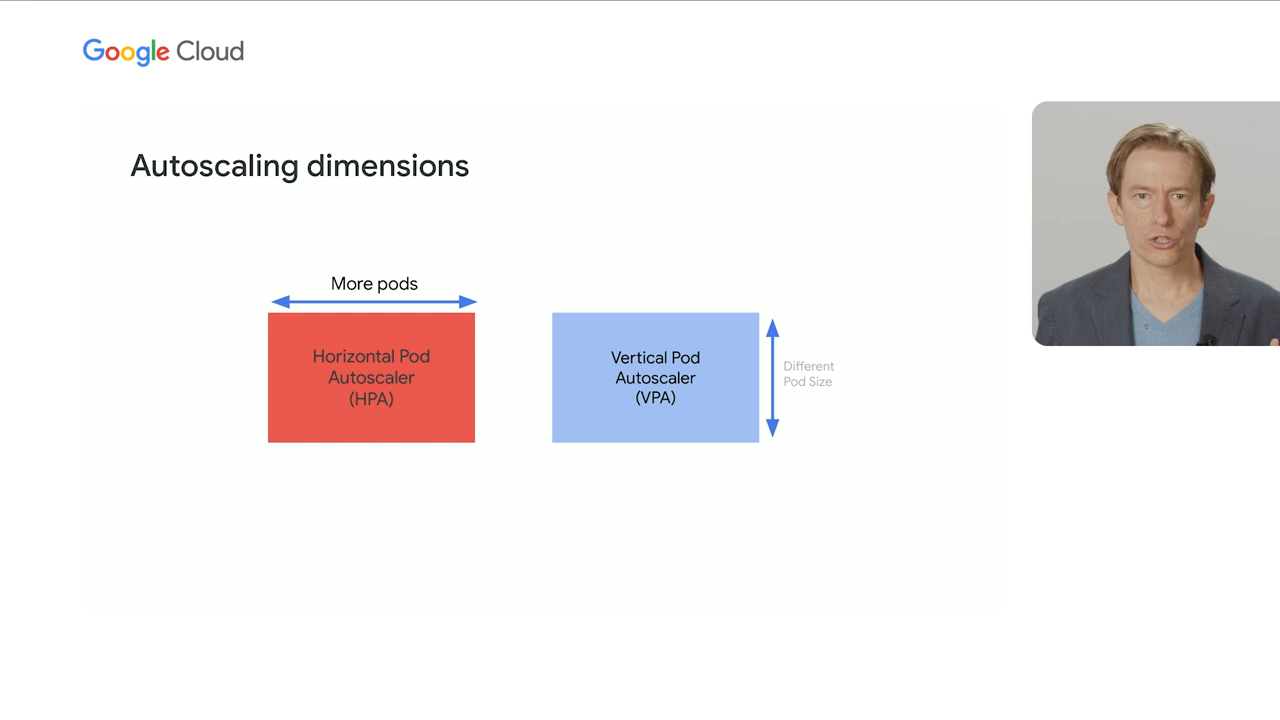 Google Cloud
Autoscaling dimensions
More pods
Horizontal Pod
Autoscaler
(HPA)
Vertical Pod
Autoscaler
(VPA)
Different
Pod Size